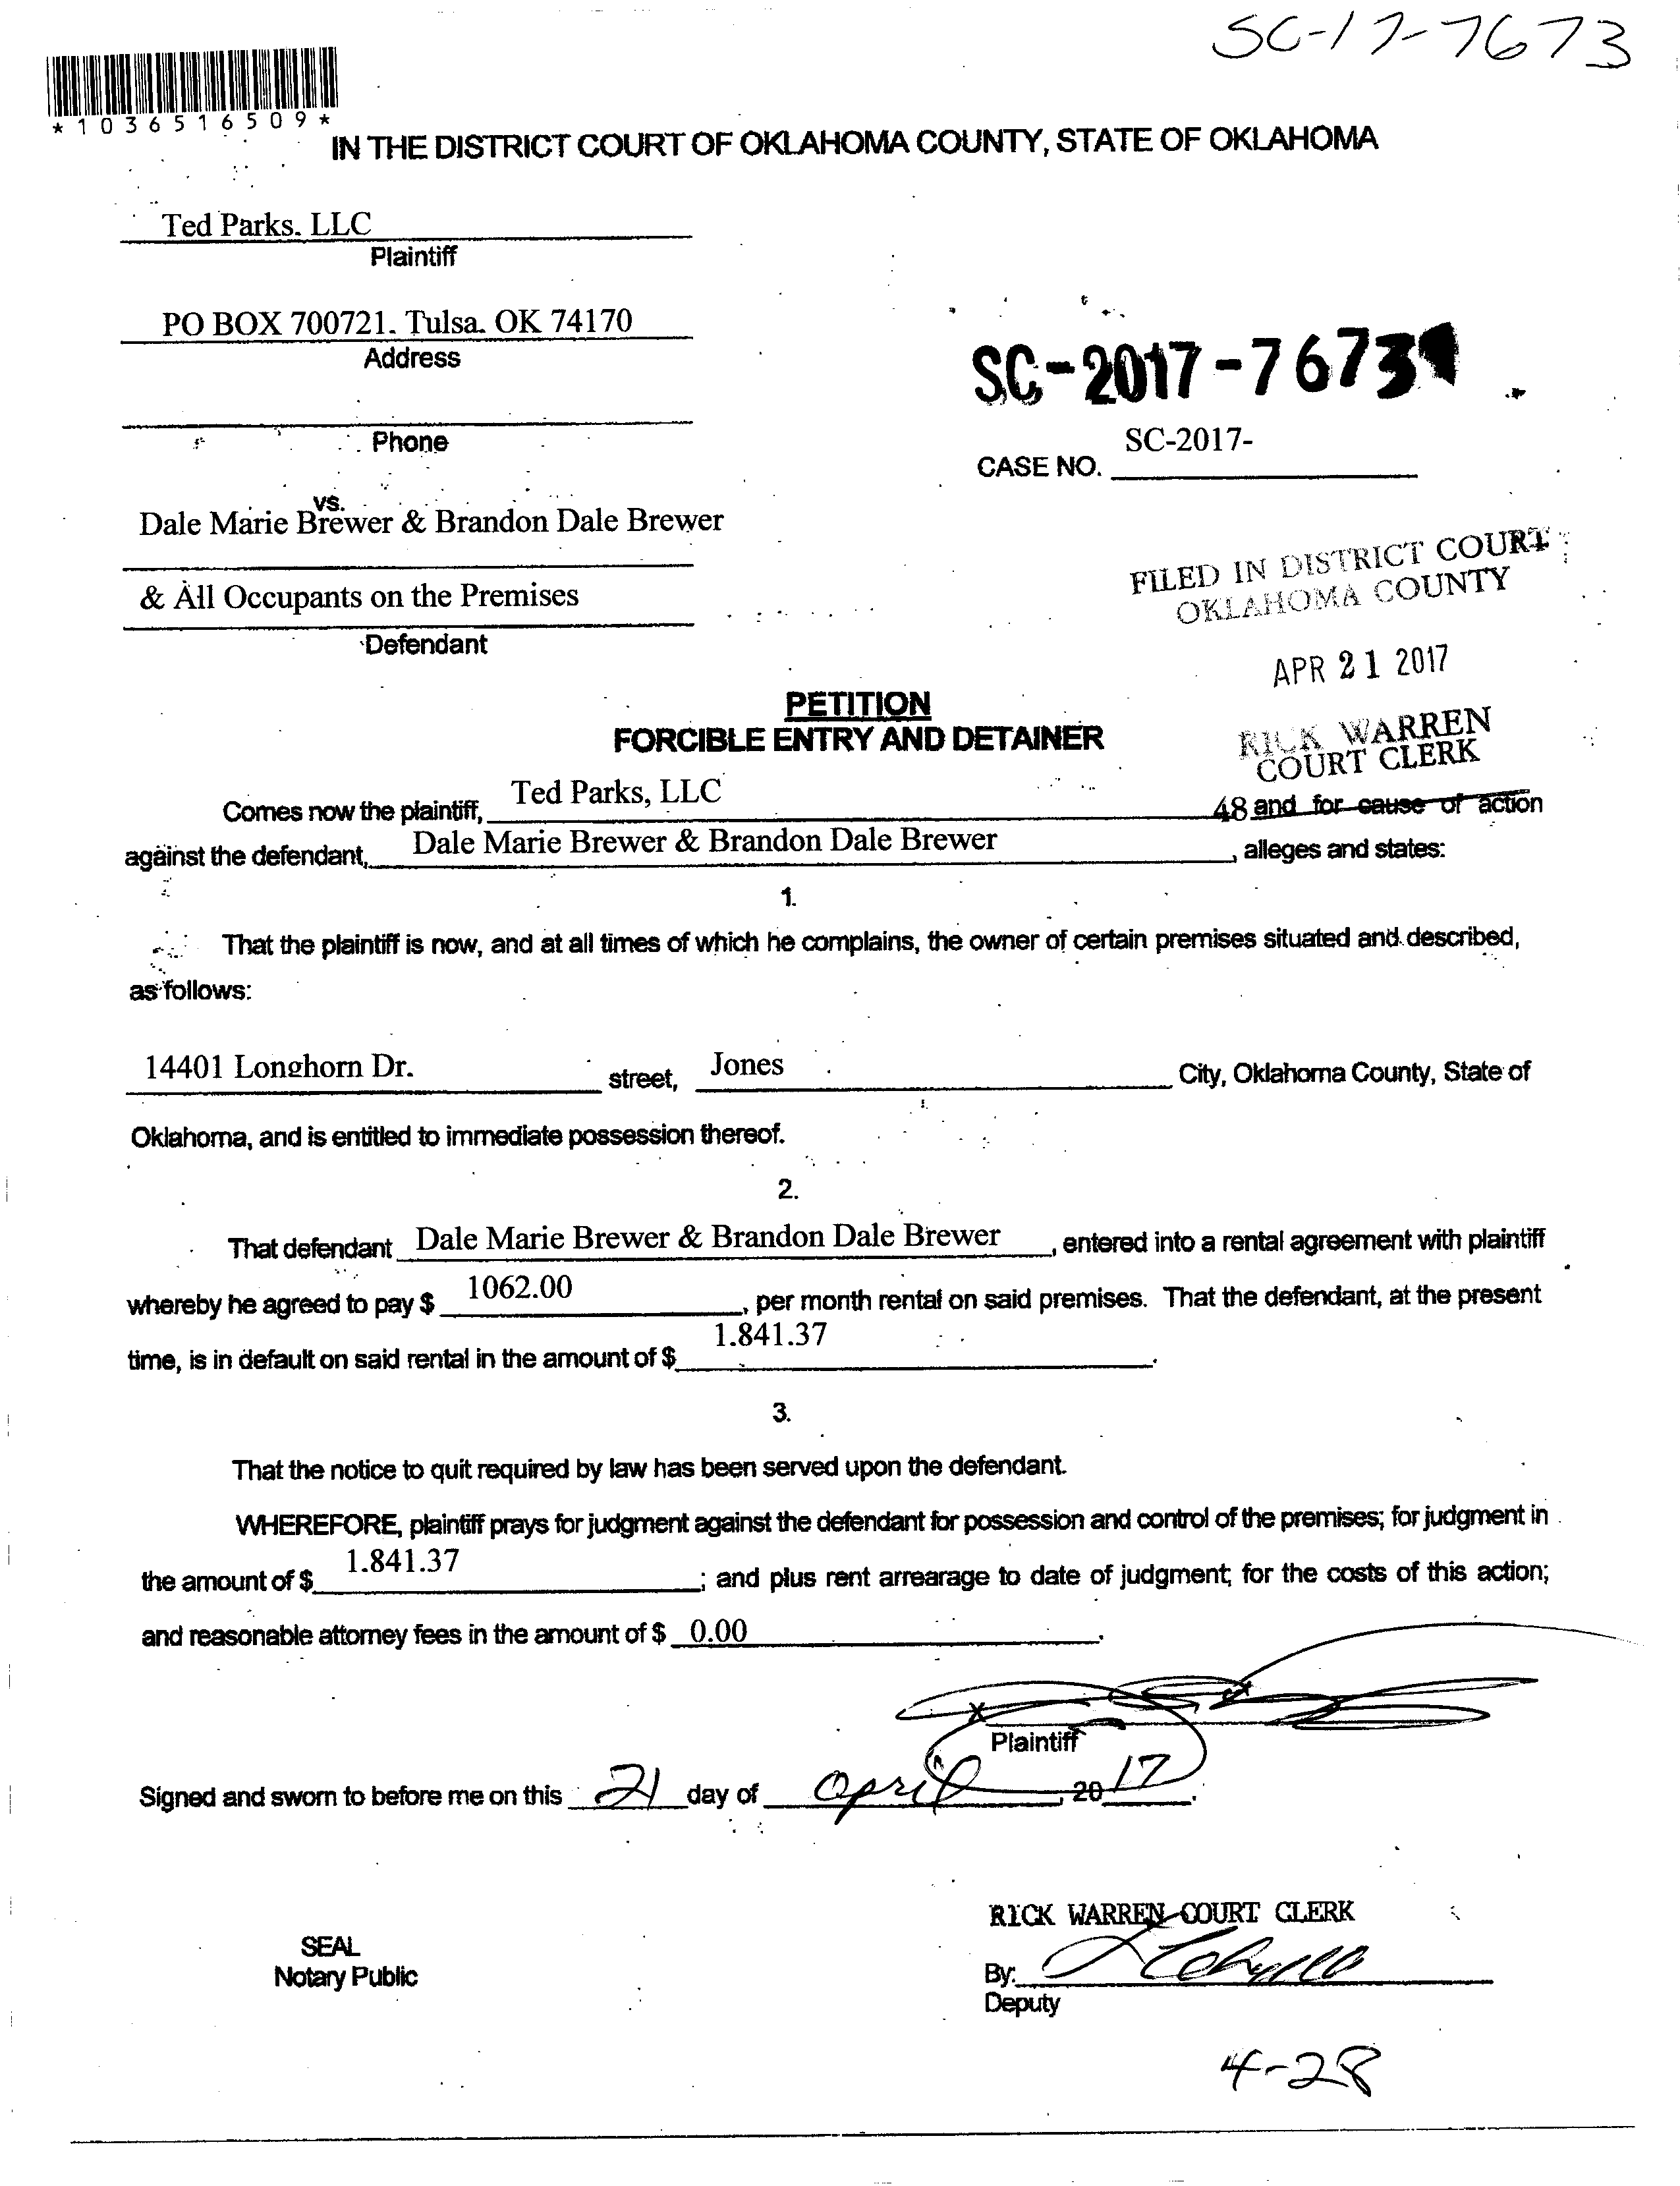 SC-17-7673
*1036516509*
IN THE DISTRICT COURT OF OKLAHOMA COUNTY, STATE OF OKLAHOMA
Ted Parks, LLC
Plaintiff
PO BOX 700721, Tulsa, OK 74170
Address
SC-2017-7673
Phone
SC-2017-
CASE NO.
vs.
Dale Marie Brewer & Brandon Dale Brewer
FILED IN DISTRICT COURT
OKLAHOMA COUNTY
& All Occupants on the Premises
Defendant
APR 21 2017
PETITION
FORCIBLE ENTRY AND DETAINER
RICK WARREN
COURT CLERK
Comes now the plaintiff, Ted Parks, LLC 48 and for cause of action
against the defendant, Dale Marie Brewer & Brandon Dale Brewer, alleges and states:
1.
That the plaintiff is now, and at all times of which he complains, the owner of certain premises situated and described,
as follows:
14401 Longhorn Dr. street, Jones City, Oklahoma County, State of
Oklahoma, and is entitled to immediate possession thereof.
2.
That defendant Dale Marie Brewer & Brandon Dale Brewer, entered into a rental agreement with plaintiff
whereby he agreed to pay $ 1062.00, per month rental on said premises. That the defendant, at the present
time, is in default on said rental in the amount of $ 1,841.37.
3.
That the notice to quit required by law has been served upon the defendant.
WHEREFORE, plaintiff prays for judgment against the defendant for possession and control of the premises; for judgment in
the amount of $ 1,841.37; and plus rent arrearage to date of judgment; for the costs of this action;
and reasonable attorney fees in the amount of $ 0.00.
X
Plaintiff
Signed and sworn to before me on this 21 day of April, 2017.
RICK WARREN COURT CLERK
SEAL
Notary Public
By:
Deputy
4-28